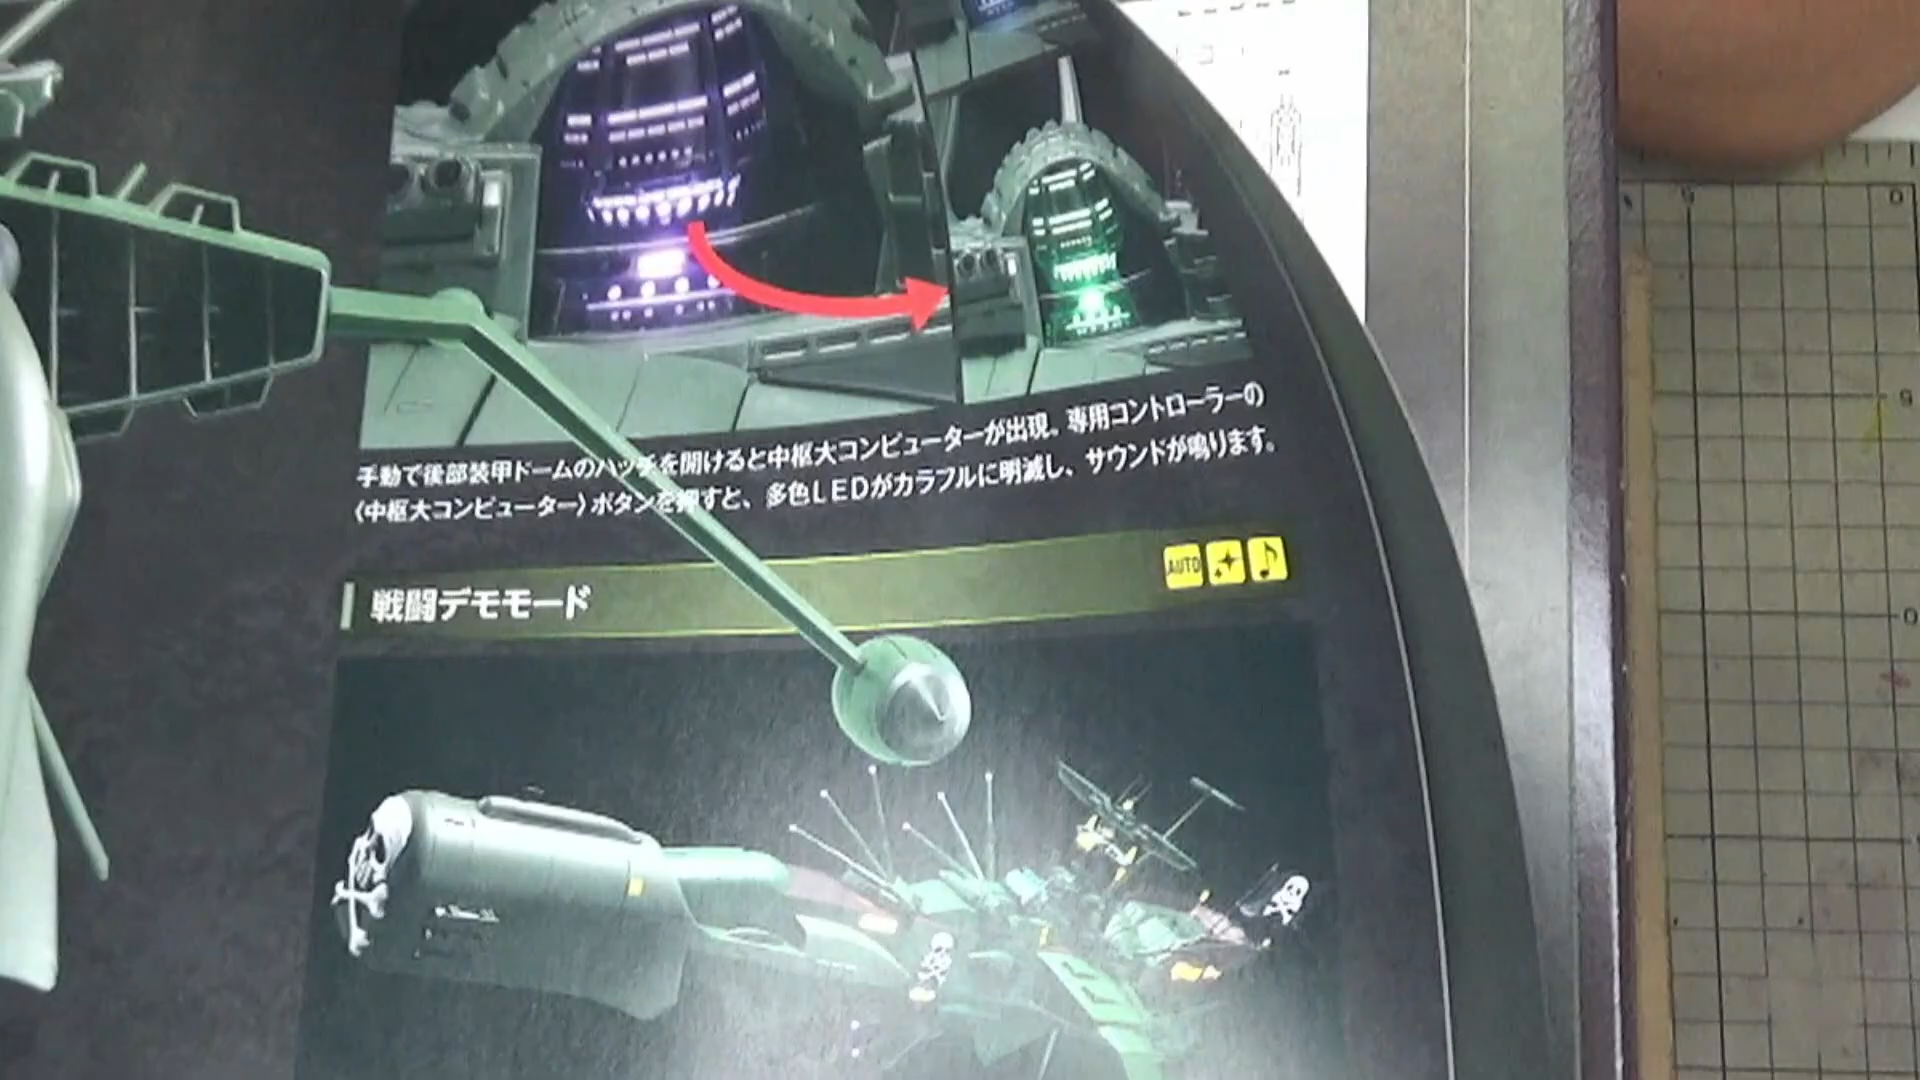 手動で後部装甲ドームのハッチを開けると中枢大コンピューターが出現。専用コントローラーの
〈中枢大コンピューター〉ボタンを押すと、多色LEDがカラフルに明滅し、サウンドが鳴ります。
戦闘デモモード
AUTO